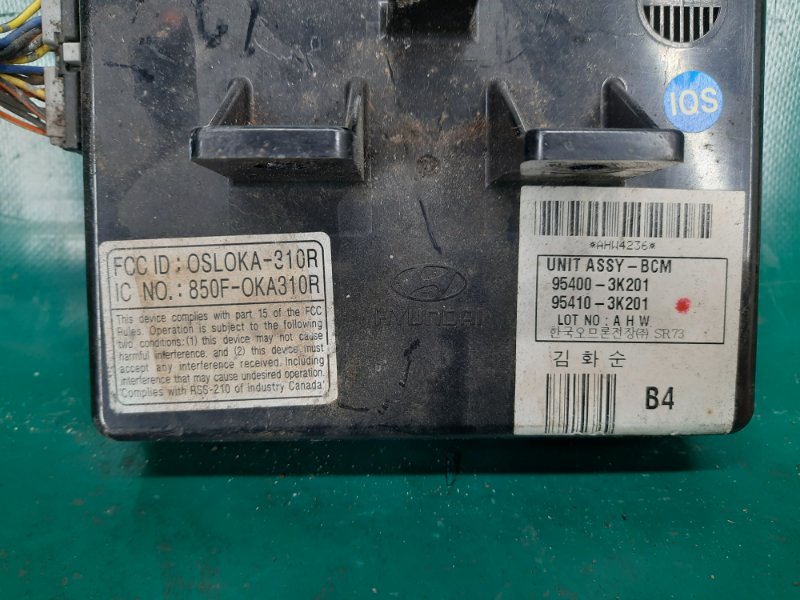 IQS
FCC ID : OSLOKA-310R
IC NO. : 850F-OKA310R
This device complies with part 15 of the FCC
Rules. Operation is subject to the following
two conditions:(1) this device may not cause
harmful interference, and (2) this device must
accept any interference received. Including
interference that may cause undesired operation.
'Complies with RSS-210 of Industry Canada'
HYUNDAI
*AHW4236*
UNIT ASSY-BCM
95400-3K201
95410-3K201
LOT NO : A H W
한국오므론전장㈜ SR73
김화순
B4